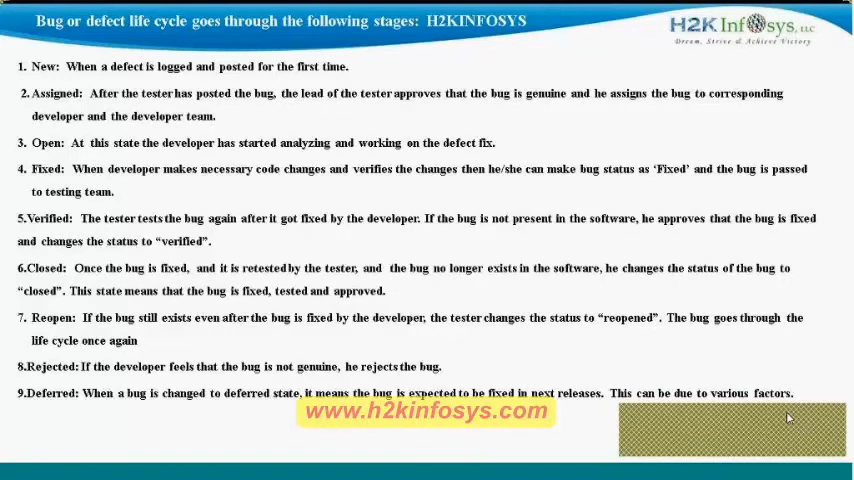 Bug or defect life cycle goes through the following stages: H2KINFOSYS
H2K Infosys, LLC
Dream, Strive & Achieve Victory
1. New: When a defect is logged and posted for the first time.
2. Assigned: After the tester has posted the bug, the lead of the tester approves that the bug is genuine and he assigns the bug to corresponding
developer and the developer team.
3. Open: At this state the developer has started analyzing and working on the defect fix.
4. Fixed: When developer makes necessary code changes and verifies the changes then he/she can make bug status as ‘Fixed’ and the bug is passed
to testing team.
5.Verified: The tester tests the bug again after it got fixed by the developer. If the bug is not present in the software, he approves that the bug is fixed
and changes the status to “verified”.
6.Closed: Once the bug is fixed, and it is retested by the tester, and the bug no longer exists in the software, he changes the status of the bug to
“closed”. This state means that the bug is fixed, tested and approved.
7. Reopen: If the bug still exists even after the bug is fixed by the developer, the tester changes the status to “reopened”. The bug goes through the
life cycle once again
8.Rejected: If the developer feels that the bug is not genuine, he rejects the bug.
9.Deferred: When a bug is changed to deferred state, it means the bug is expected to be fixed in next releases. This can be due to various factors.
www.h2kinfosys.com